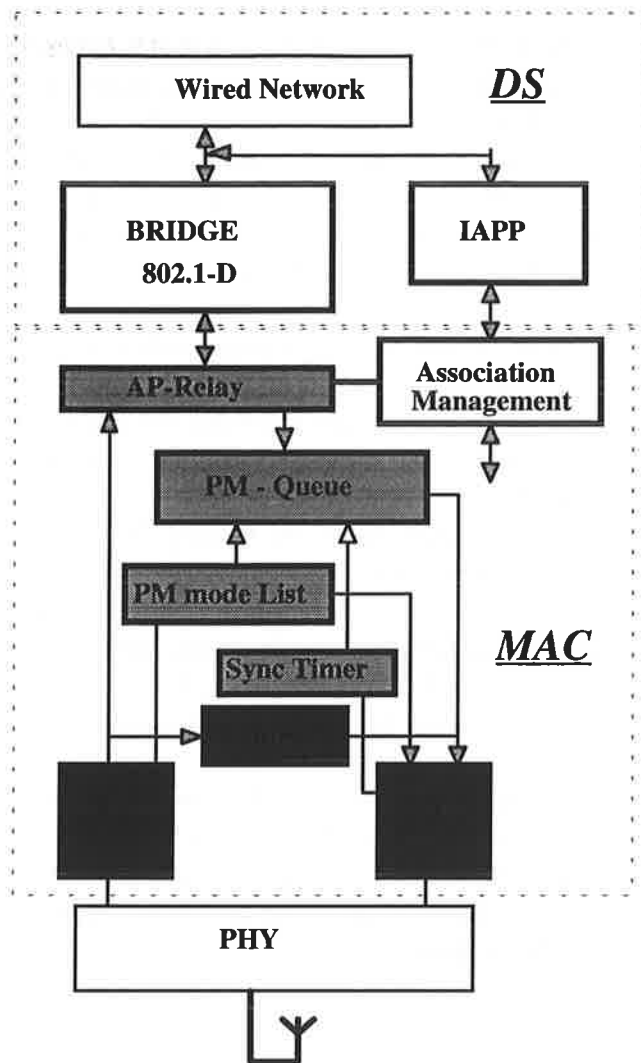 Wired Network
DS
BRIDGE
802.1-D
IAPP
AP-Relay
Association
Management
PM - Queue
PM mode List
Sync Timer
MAC
PHY